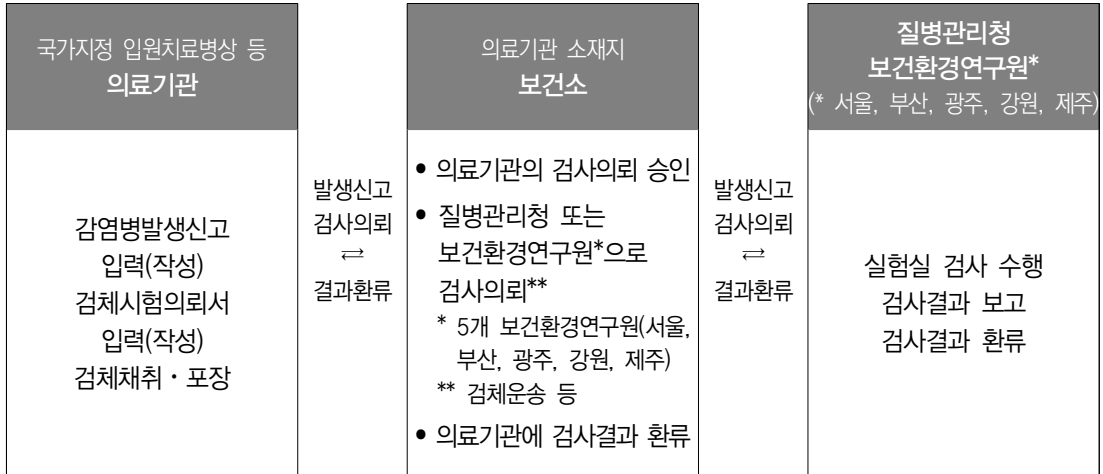 국가지정 입원치료병상 등
의료기관
감염병발생신고
입력(작성)
검체시험의뢰서
입력(작성)
검체채취・포장
발생신고
검사의뢰
⇄
결과환류
의료기관 소재지
보건소
• 의료기관의 검사의뢰 승인
• 질병관리청 또는
보건환경연구원*으로
검사의뢰**
* 5개 보건환경연구원(서울,
부산, 광주, 강원, 제주)
** 검체운송 등
• 의료기관에 검사결과 환류
발생신고
검사의뢰
⇄
결과환류
질병관리청
보건환경연구원*
(* 서울, 부산, 광주, 강원, 제주)
실험실 검사 수행
검사결과 보고
검사결과 환류